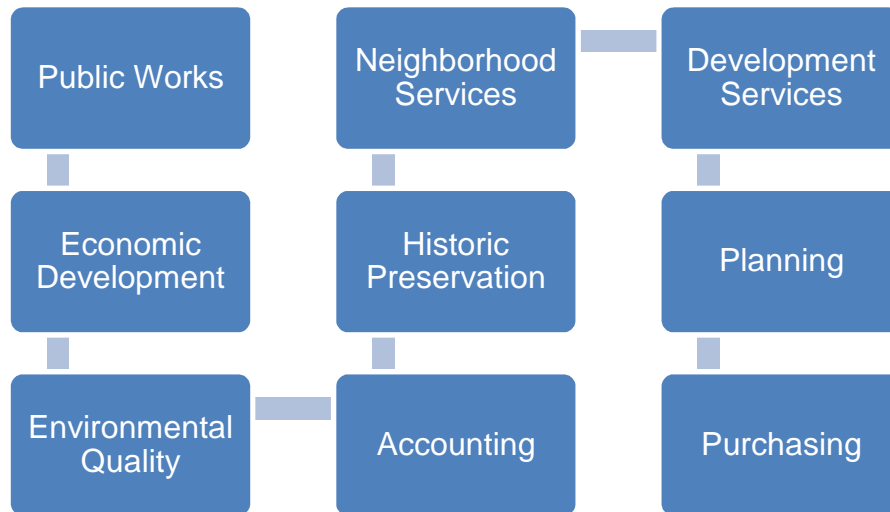 Public Works
Economic
Development
Environmental
Quality
Accounting
Historic
Preservation
Neighborhood
Services
Development
Services
Planning
Purchasing